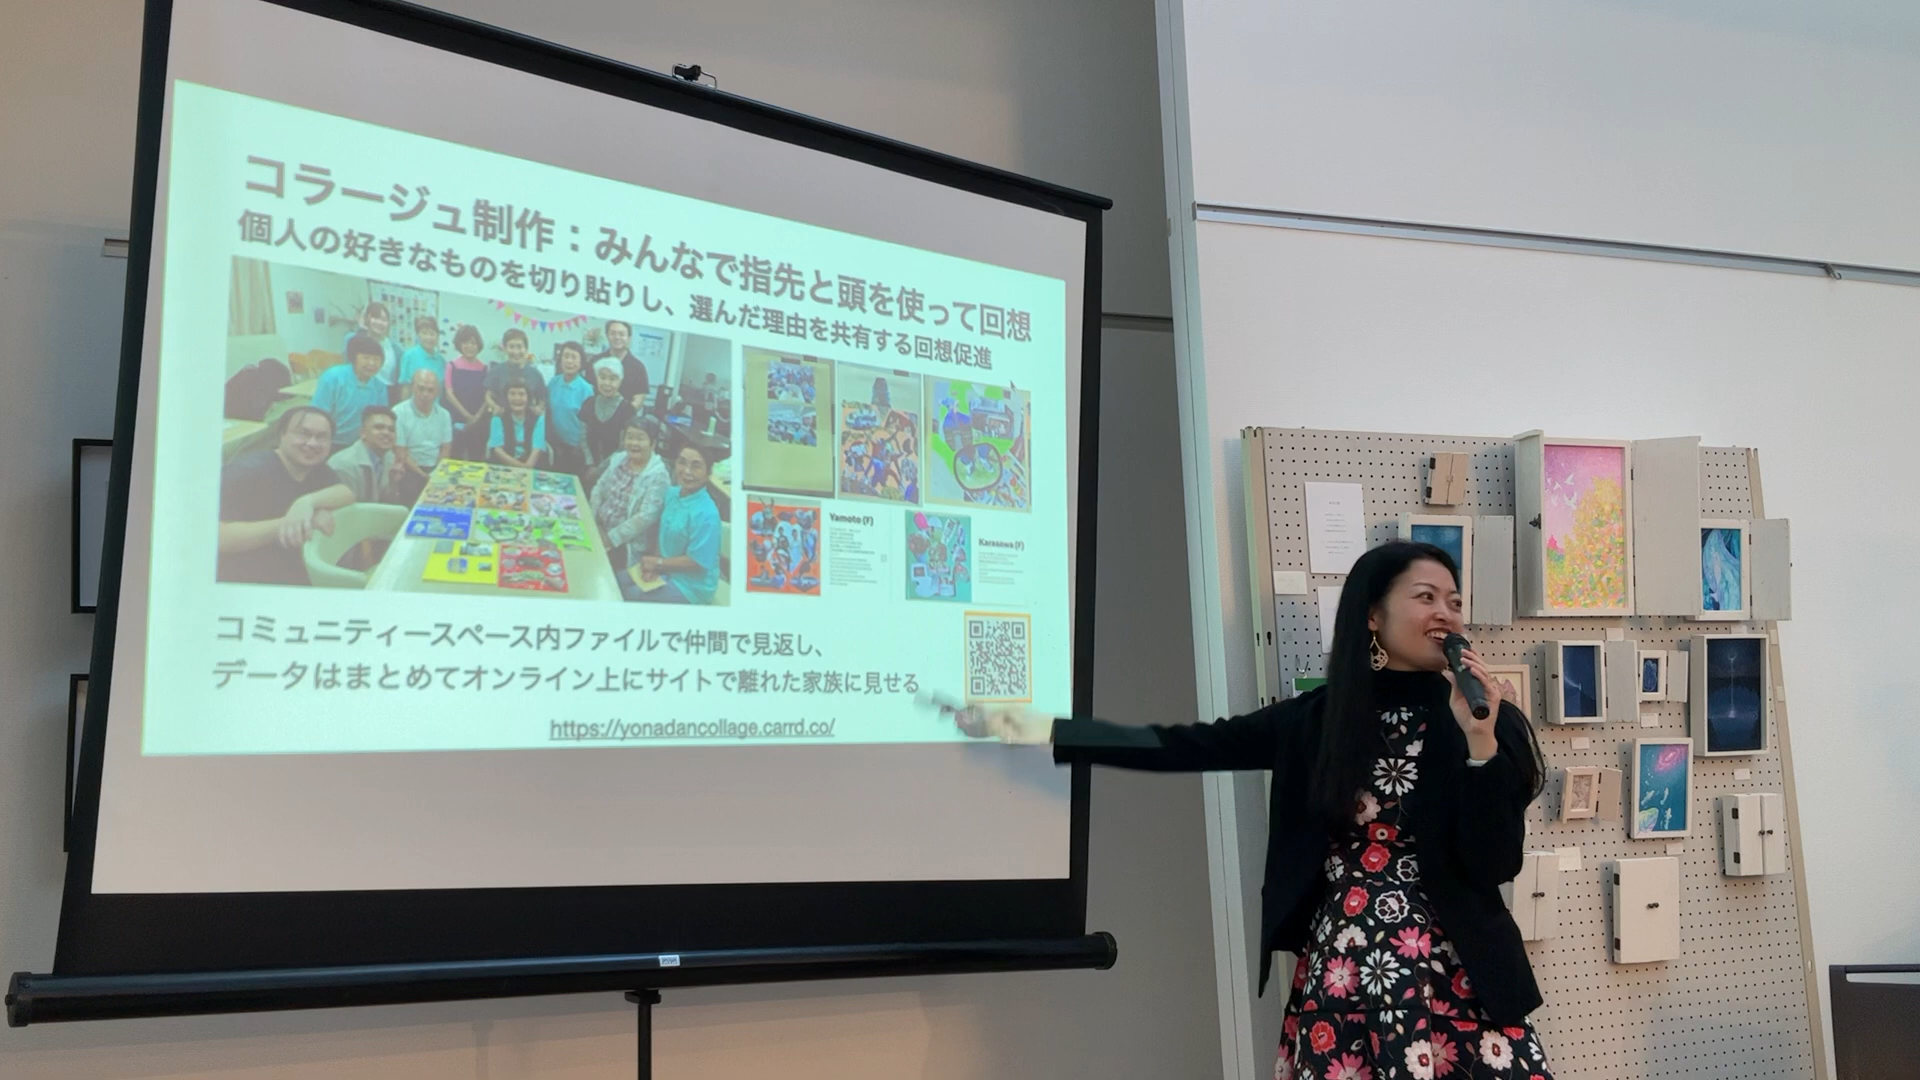 コラージュ制作：みんなで指先と頭を使って回想
個人の好きなものを切り貼りし、選んだ理由を共有する回想促進
Yamoto (F)
Karasawa (F)
コミュニティースペース内ファイルで仲間で見返し、
データはまとめてオンライン上にサイトで離れた家族に見せる
https://yonadancollage.carrd.co/